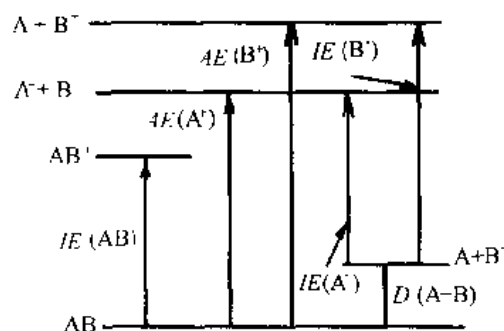 A + B⁺
AE (B⁺)
IE (B˙)
A⁺ + B
AE (A⁺)
AB⁺
IE (AB)
IE(A˙)
A+B˙
AB
D (A−B)